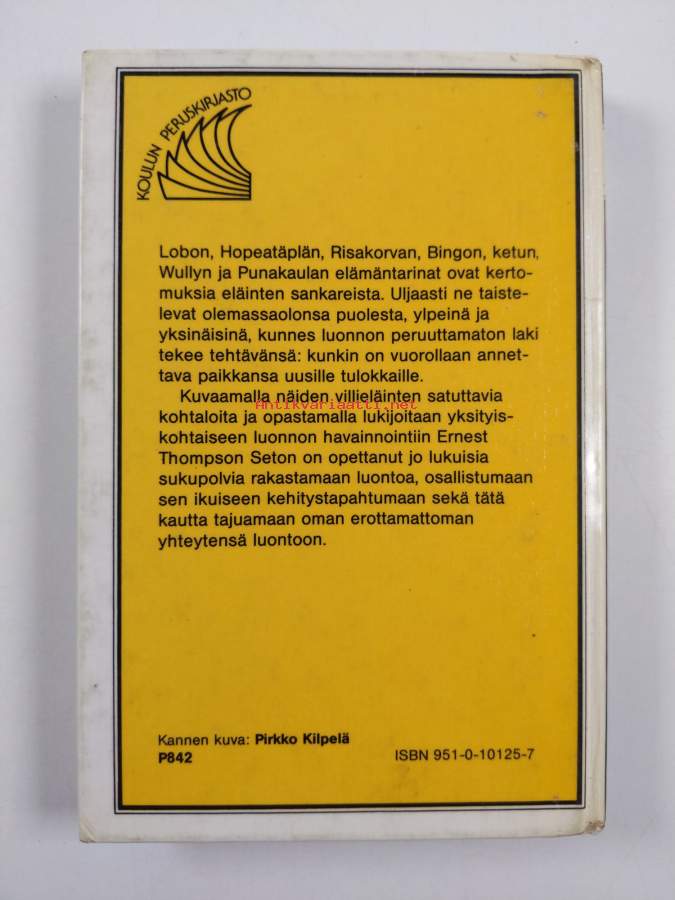 KOULUN PERUSKIRJASTO
Lobon, Hopeatäplän, Risakorvan, Bingon, ketun,
Wullyn ja Punakaulan elämäntarinat ovat kerto-
muksia eläinten sankareista. Uljaasti ne taiste-
levat olemassaolonsa puolesta, ylpeinä ja
yksinäisinä, kunnes luonnon peruuttamaton laki
tekee tehtävänsä: kunkin on vuorollaan annet-
tava paikkansa uusille tulokkaille.
Kuvaamalla näiden villieläinten satuttavia
Antikvariaatti.net
kohtaloita ja opastamalla lukijoitaan yksityis-
kohtaiseen luonnon havainnointiin Ernest
Thompson Seton on opettanut jo lukuisia
sukupolvia rakastamaan luontoa, osallistumaan
sen ikuiseen kehitystapahtumaan sekä tätä
kautta tajuamaan oman erottamattoman
yhteytensä luontoon.
Kannen kuva: Pirkko Kilpelä
P842
ISBN 951-0-10125-7